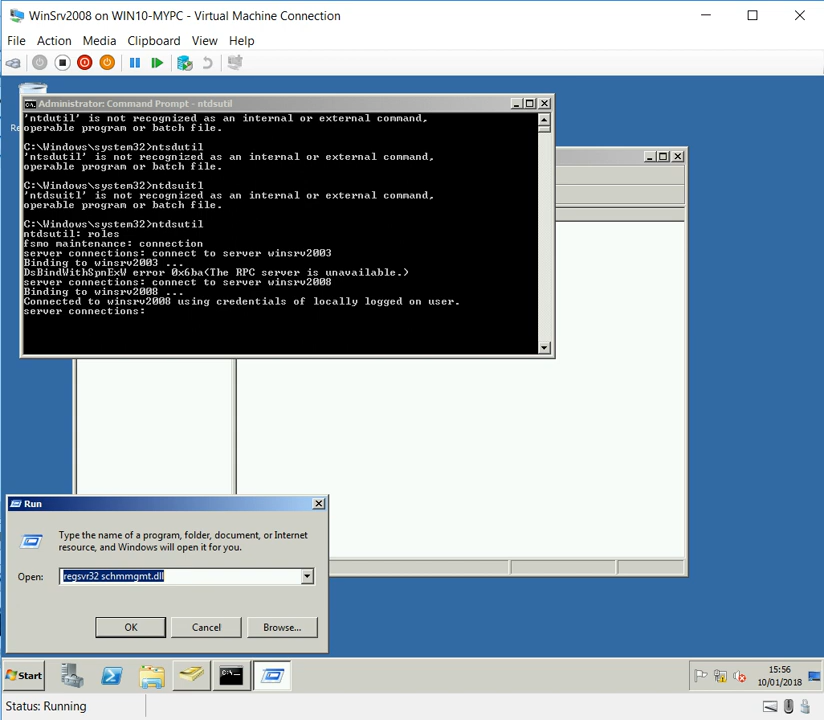 WinSrv2008 on WIN10-MYPC - Virtual Machine Connection
File Action Media Clipboard View Help
Re
Administrator: Command Prompt - ntdsutil
'ntdutil' is not recognized as an internal or external command,
operable program or batch file.
C:\Windows\system32>ntsdutil
'ntsdutil' is not recognized as an internal or external command,
operable program or batch file.
C:\Windows\system32>ntdsuitl
'ntdsuitl' is not recognized as an internal or external command,
operable program or batch file.
C:\Windows\system32>ntdsutil
ntdsutil: roles
fsmo maintenance: connection
server connections: connect to server winsrv2003
Binding to winsrv2003 ...
DsBindWithSpnExW error 0x6ba(The RPC server is unavailable.)
server connections: connect to server winsrv2008
Binding to winsrv2008 ...
Connected to winsrv2008 using credentials of locally logged on user.
server connections:
Run
Type the name of a program, folder, document, or Internet
resource, and Windows will open it for you.
Open: regsvr32 schmmgmt.dll
OK Cancel Browse...
Start
15:56
10/01/2018
Status: Running